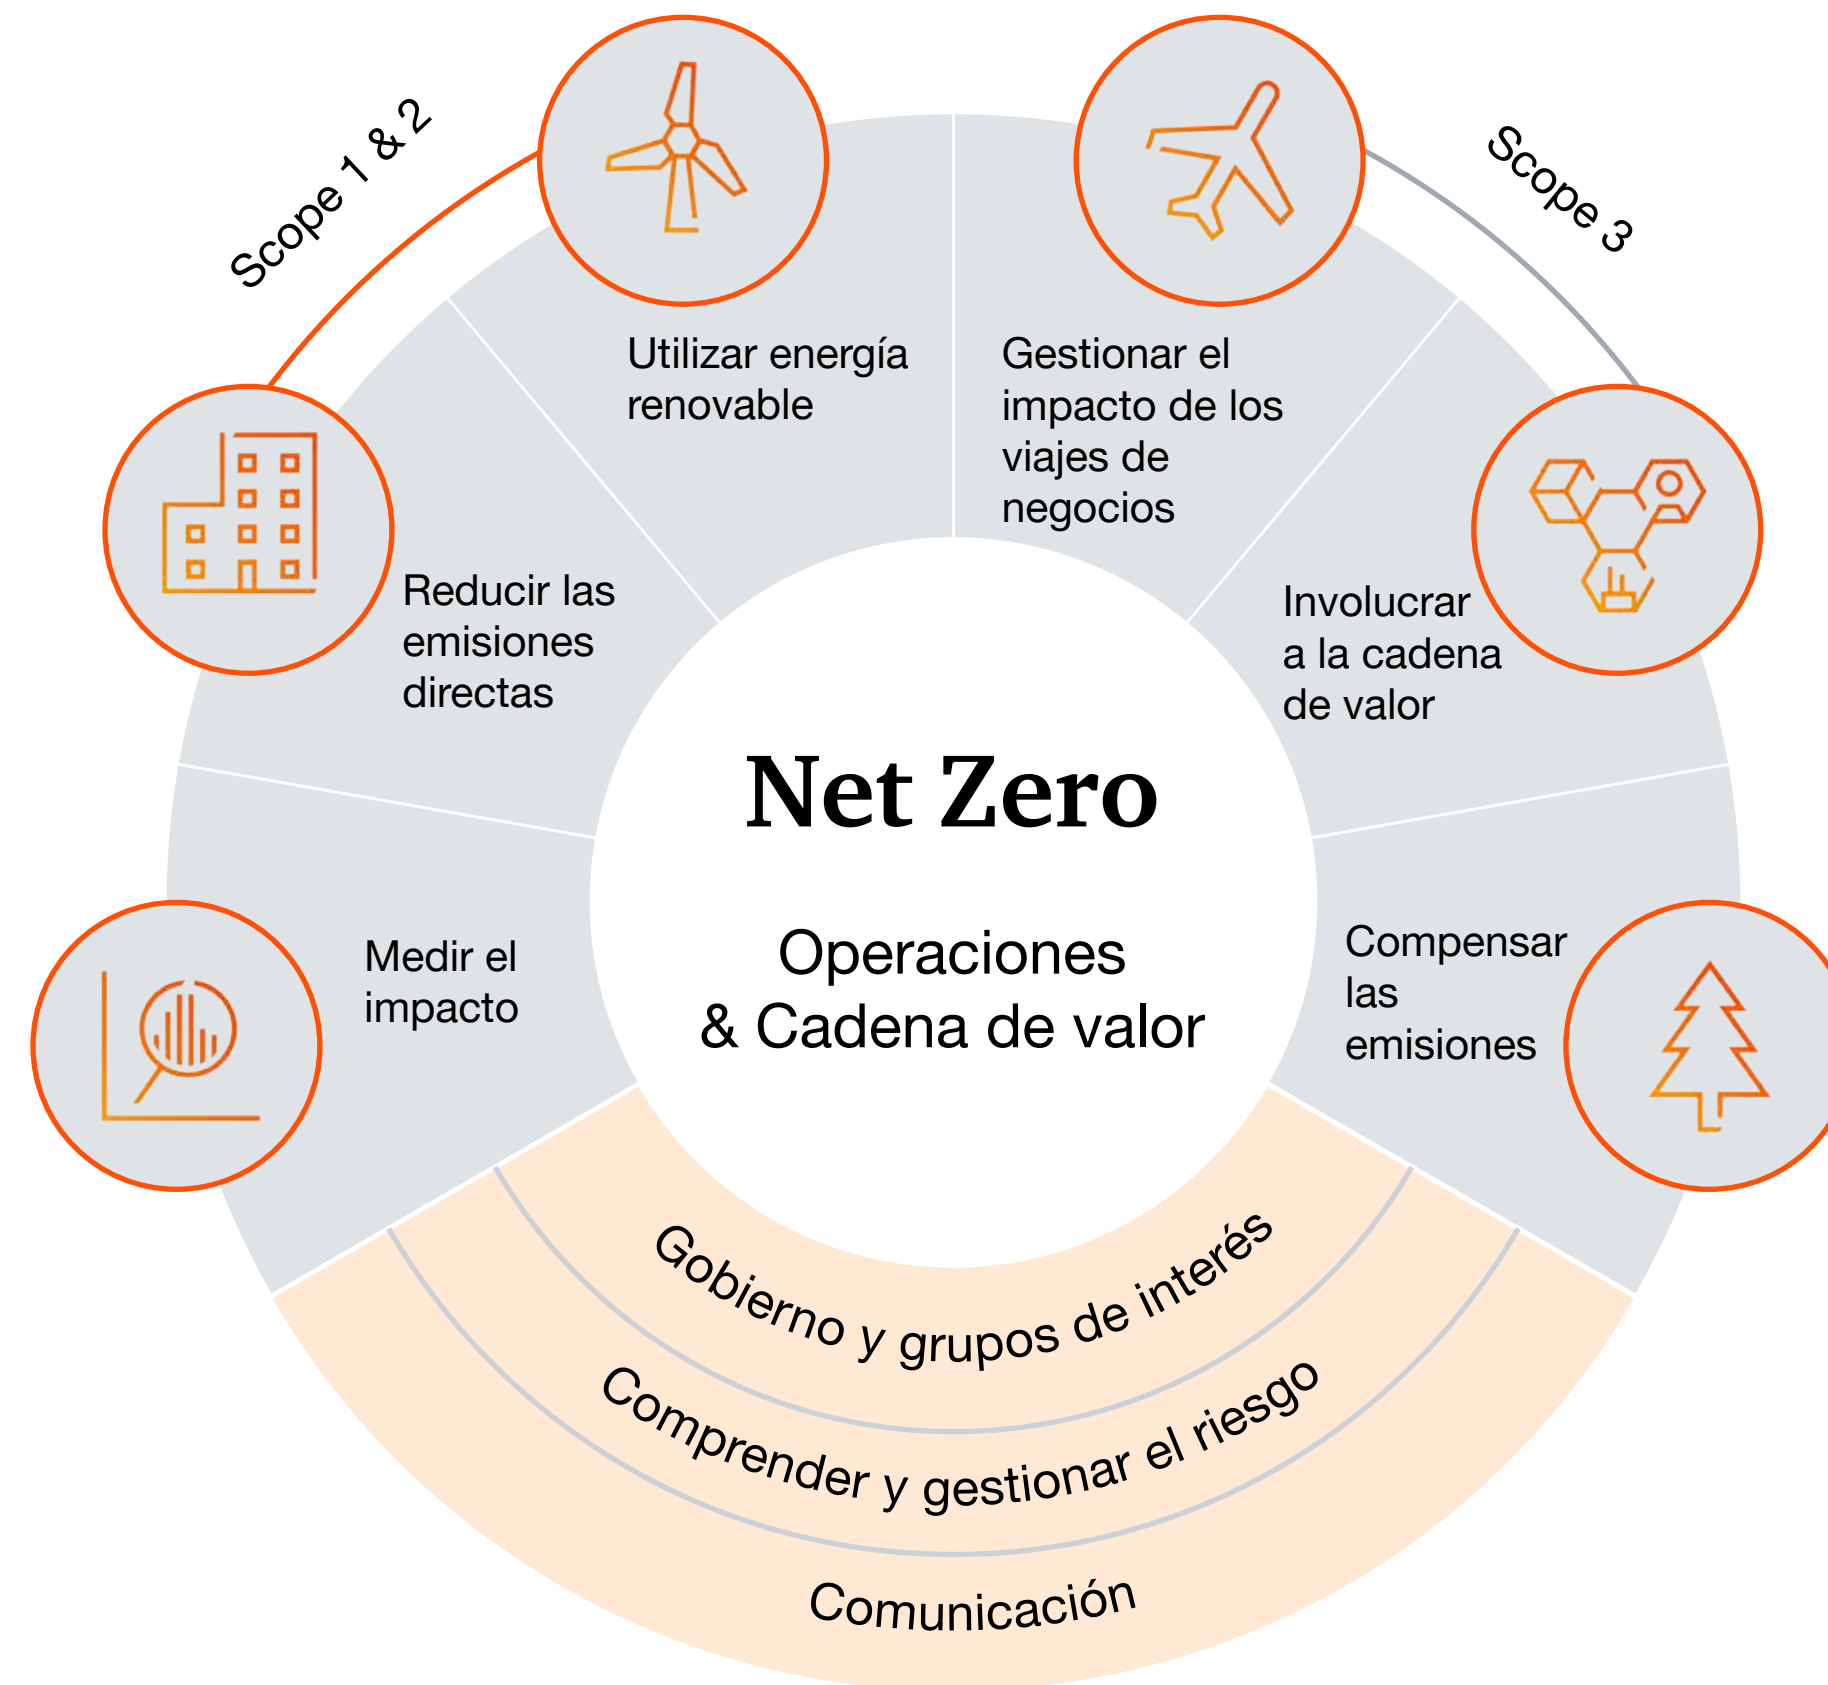 Scope 1 & 2
Scope 3
Utilizar energía
renovable
Gestionar el
impacto de los
viajes de
negocios
Reducir las
emisiones
directas
Involucrar
a la cadena
de valor
Net Zero
Operaciones
& Cadena de valor
Medir el
impacto
Compensar
las
emisiones
Gobierno y grupos de interés
Comprender y gestionar el riesgo
Comunicación